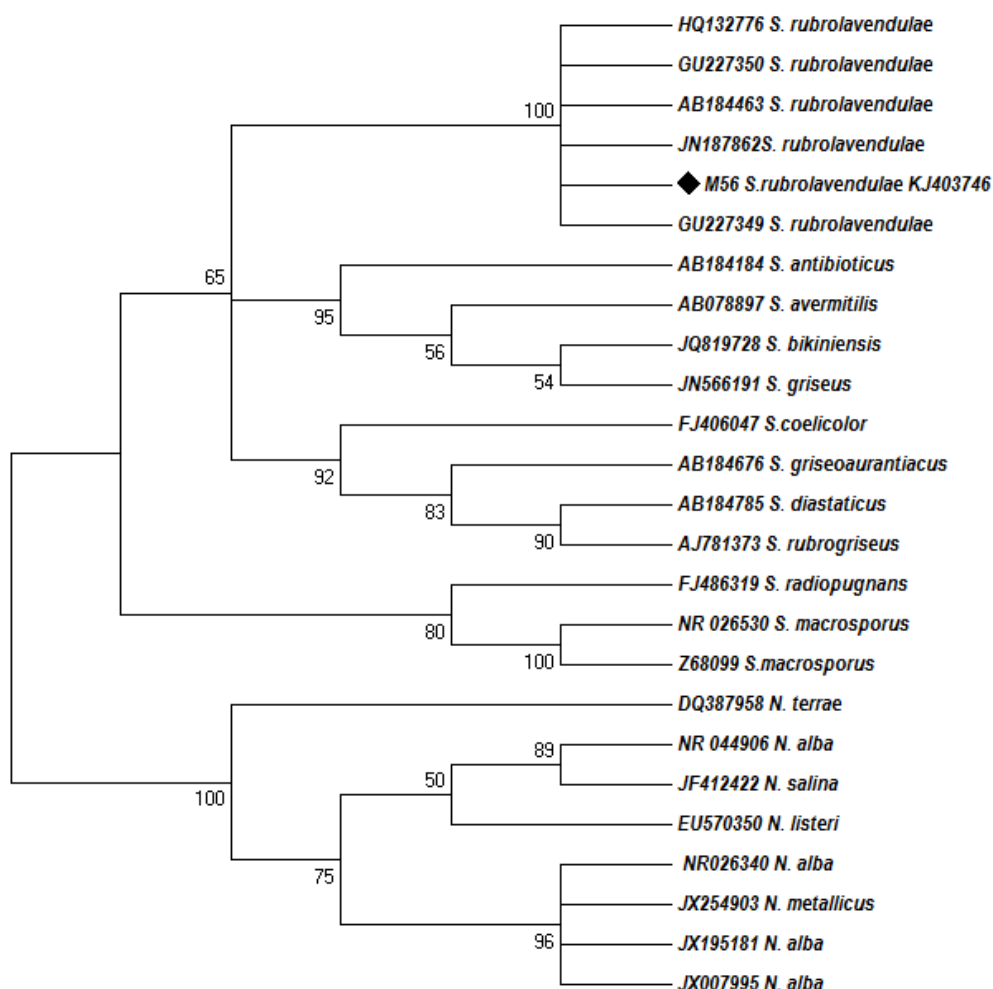 HQ132776 S. rubrolavendulae
GU227350 S. rubrolavendulae
100
AB184463 S. rubrolavendulae
JN187862S. rubrolavendulae
M56 S.rubrolavendulae KJ403746
GU227349 S. rubrolavendulae
65
AB184184 S. antibioticus
95
AB078897 S. avermitilis
56
JQ819728 S. bikiniensis
54
JN566191 S. griseus
FJ406047 S.coelicolor
92
AB184676 S. griseoaurantiacus
83
AB184785 S. diastaticus
90
AJ781373 S. rubrogriseus
FJ486319 S. radiopugnans
80
NR 026530 S. macrosporus
100
Z68099 S.macrosporus
DQ387958 N. terrae
100
89
NR 044906 N. alba
50
JF412422 N. salina
EU570350 N. listeri
75
NR026340 N. alba
JX254903 N. metallicus
96
JX195181 N. alba
JX007995 N. alba